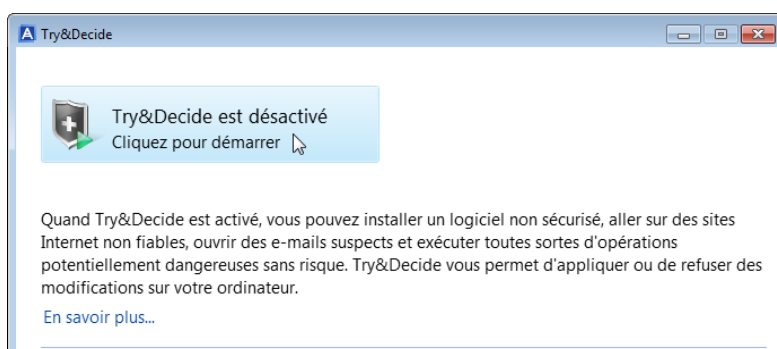 Try&Decide
Try&Decide est désactivé
Cliquez pour démarrer
Quand Try&Decide est activé, vous pouvez installer un logiciel non sécurisé, aller sur des sites
Internet non fiables, ouvrir des e-mails suspects et exécuter toutes sortes d'opérations
potentiellement dangereuses sans risque. Try&Decide vous permet d'appliquer ou de refuser des
modifications sur votre ordinateur.
En savoir plus...